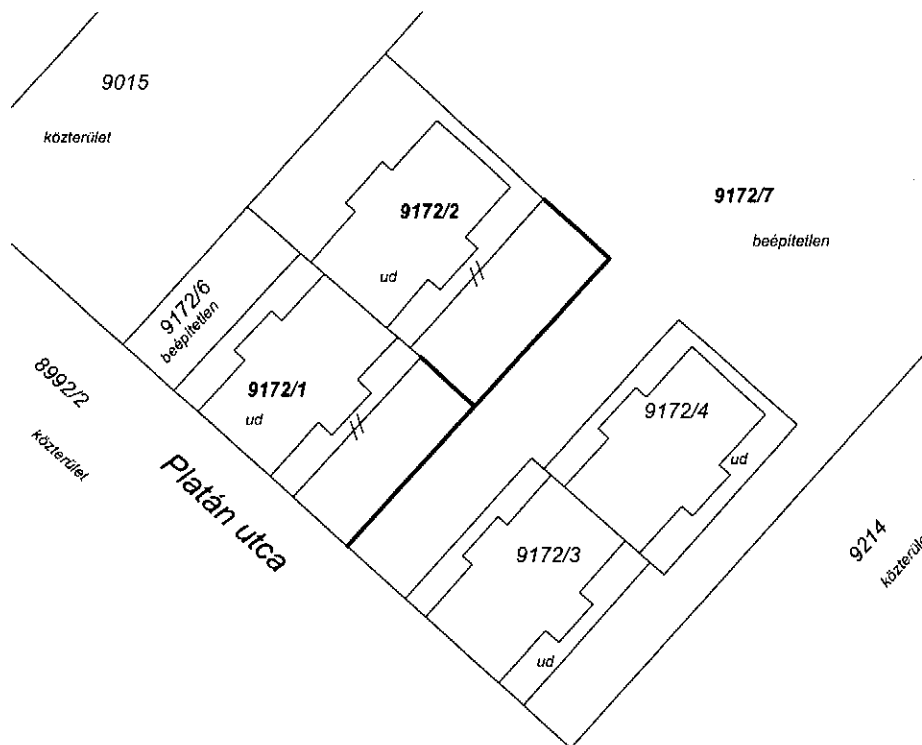 9015
közterület
9172/7
beépítetlen
9172/2
ud
9172/6
beépítetlen
8992/2
közterület
9172/1
ud
Platán utca
9172/4
ud
9172/3
ud
9214
közterüle